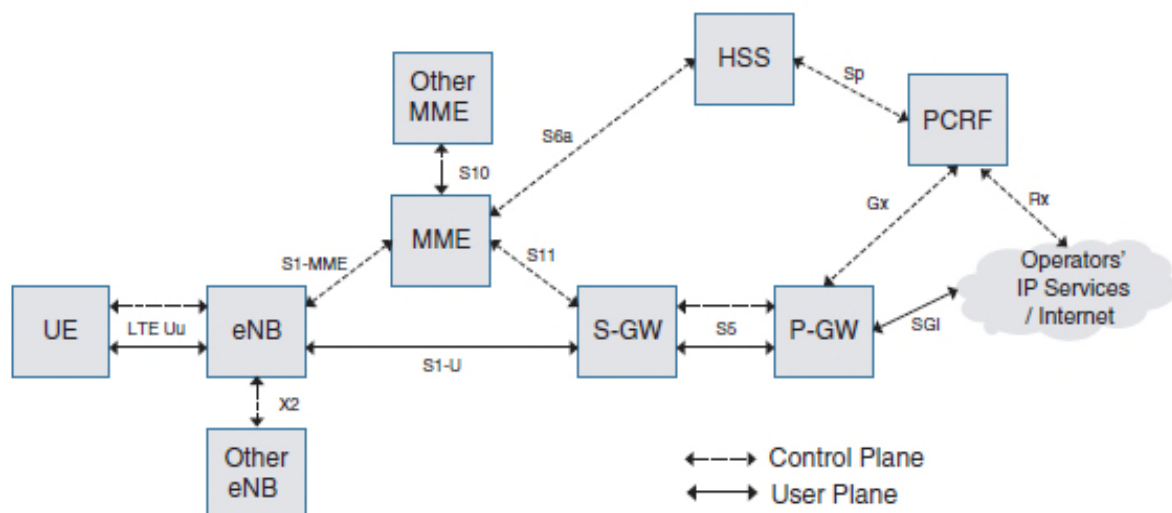 HSS
Sp
Other
MME
PCRF
S6a
S10
Gx
Rx
MME
S11
S1-MME
Operators'
IP Services
/ Internet
UE
LTE Uu
eNB
S1-U
S-GW
S5
P-GW
SGI
X2
Other
eNB
Control Plane
User Plane